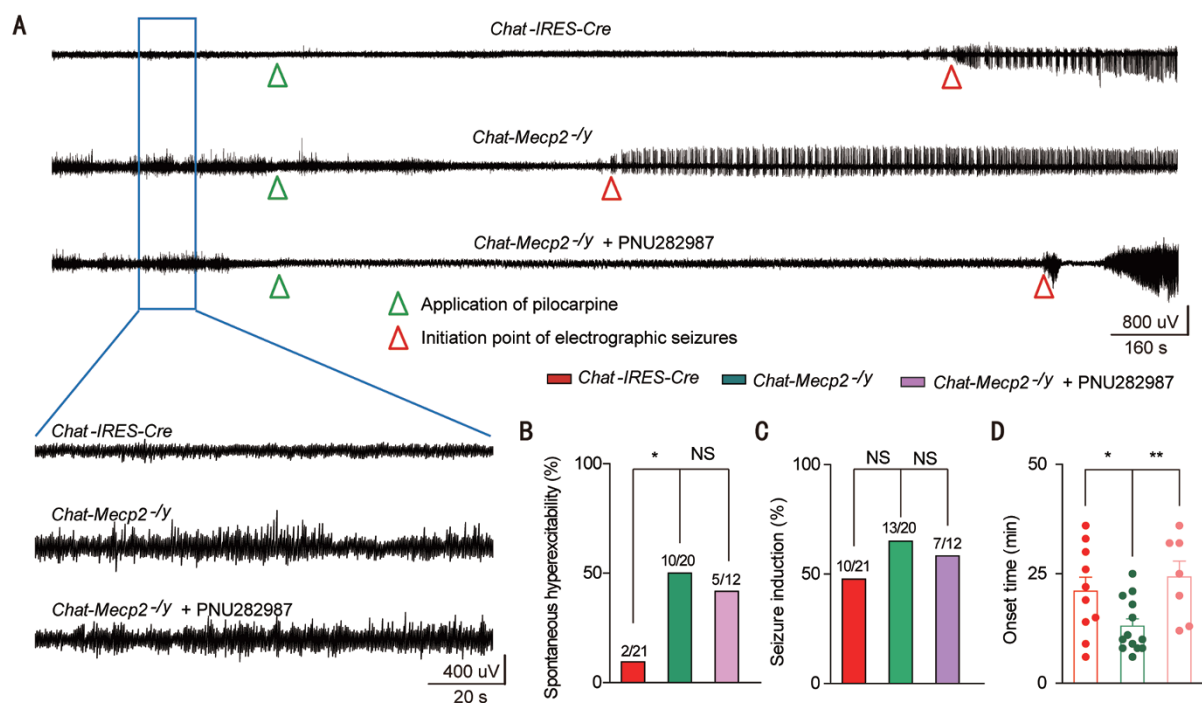 A
Chat-IRES-Cre
Chat-Mecp2-/y
Chat-Mecp2-/y + PNU282987
Application of pilocarpine
Initiation point of electrographic seizures
800 uV
160 s
Chat-IRES-Cre
Chat-Mecp2-/y
Chat-Mecp2-/y + PNU282987
Chat-IRES-Cre
Chat-Mecp2-/y
Chat-Mecp2-/y + PNU282987
400 uV
20 s
B
Spontaneous hyperexcitability (%)
100
50
0
* NS
2/21
10/20
5/12
C
Seizure induction (%)
100
50
0
NS NS
10/21
13/20
7/12
D
Onset time (min)
50
25
0
* **